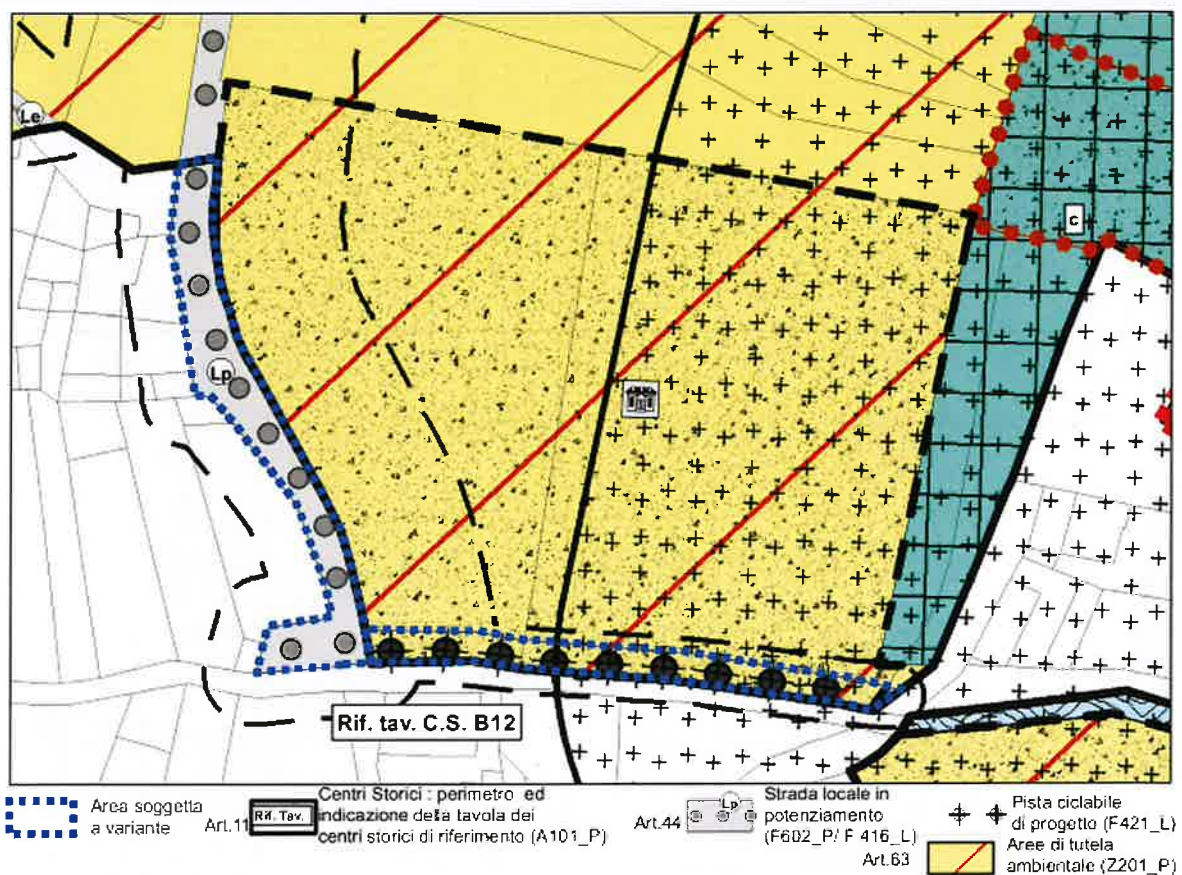 Le
c
Lp
Rif. tav. C.S. B12
Area soggetta
a variante
Art.11
Rif. Tav.
Centri Storici : perimetro ed
indicazione della tavola dei
centri storici di riferimento (A101_P)
Art.44
Lp
Strada locale in
potenziamento
(F602_P/ F 416_L)
Pista ciclabile
di progetto (F421_L)
Art.63
Aree di tutela
ambientale (Z201_P)